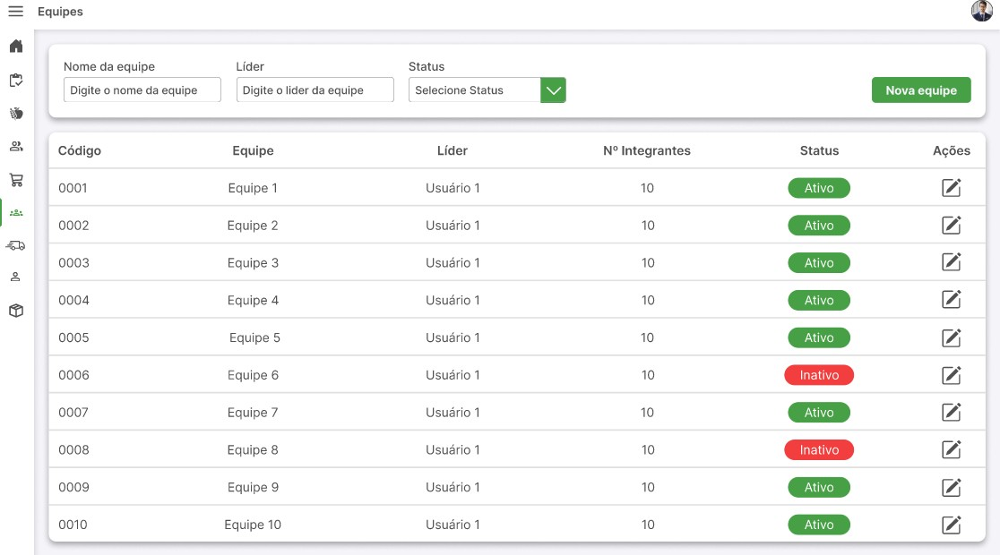 Equipes
Nome da equipe Líder Status
Digite o nome da equipe Digite o lider da equipe Selecione Status Nova equipe
Código Equipe Líder Nº Integrantes Status Ações
0001 Equipe 1 Usuário 1 10 Ativo
0002 Equipe 2 Usuário 1 10 Ativo
0003 Equipe 3 Usuário 1 10 Ativo
0004 Equipe 4 Usuário 1 10 Ativo
0005 Equipe 5 Usuário 1 10 Ativo
0006 Equipe 6 Usuário 1 10 Inativo
0007 Equipe 7 Usuário 1 10 Ativo
0008 Equipe 8 Usuário 1 10 Inativo
0009 Equipe 9 Usuário 1 10 Ativo
0010 Equipe 10 Usuário 1 10 Ativo